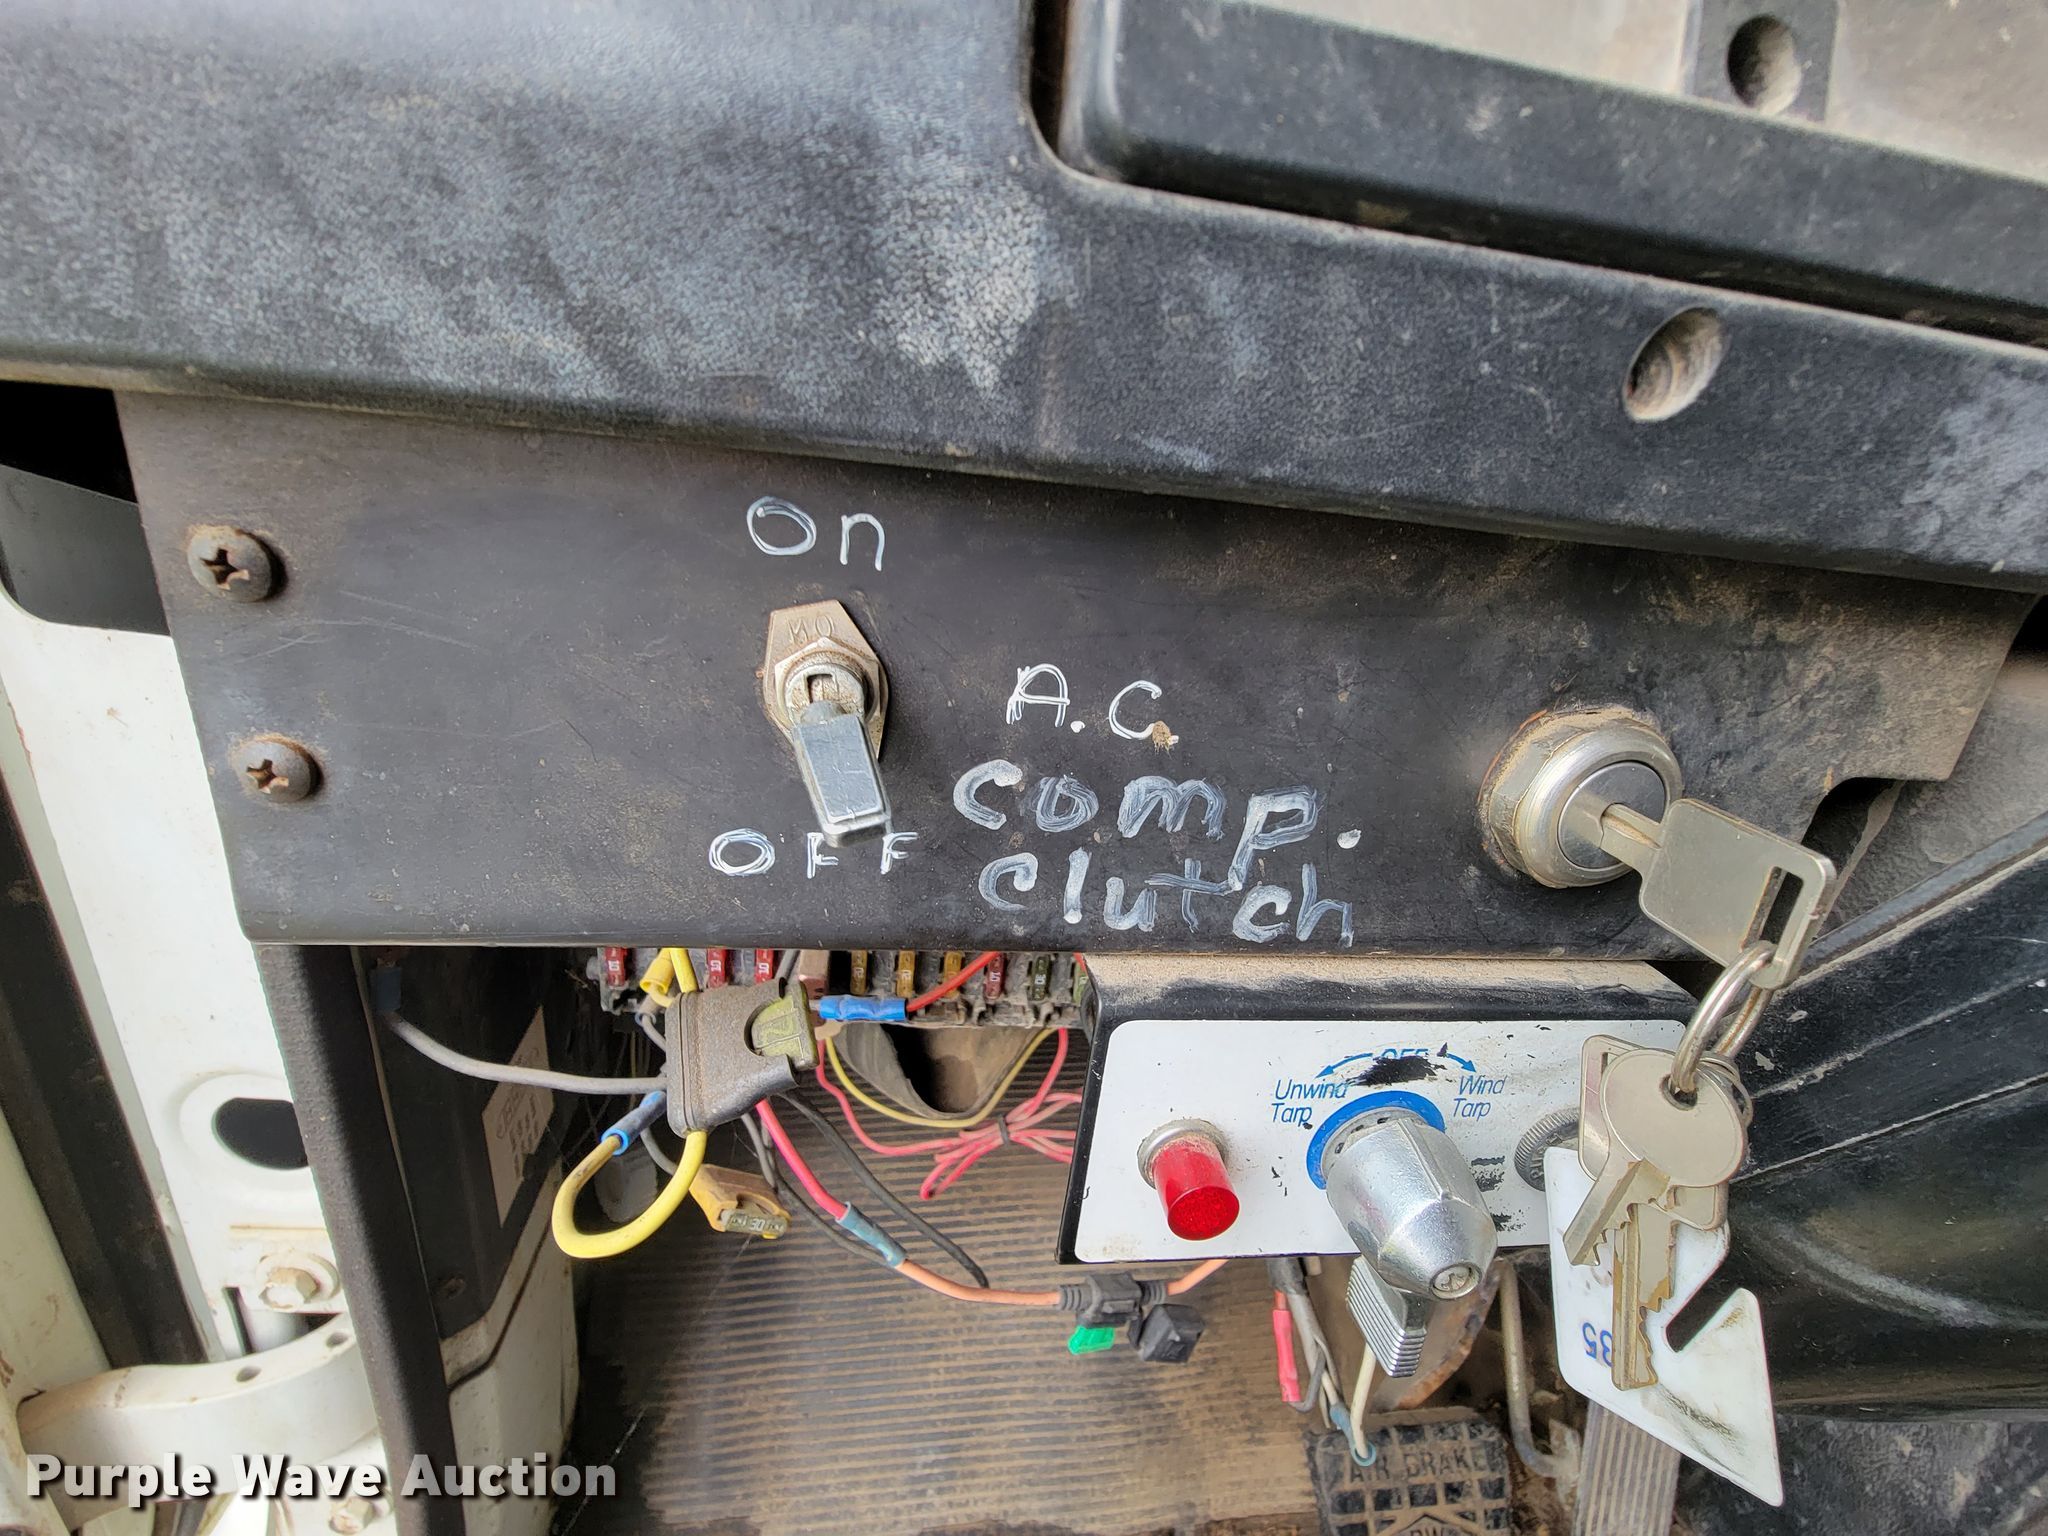 On
A.C.
Comp.
OFF
Clutch
OFF
Unwind
Tarp
Wind
Tarp
30
35
AIR BRAKE
Purple Wave Auction